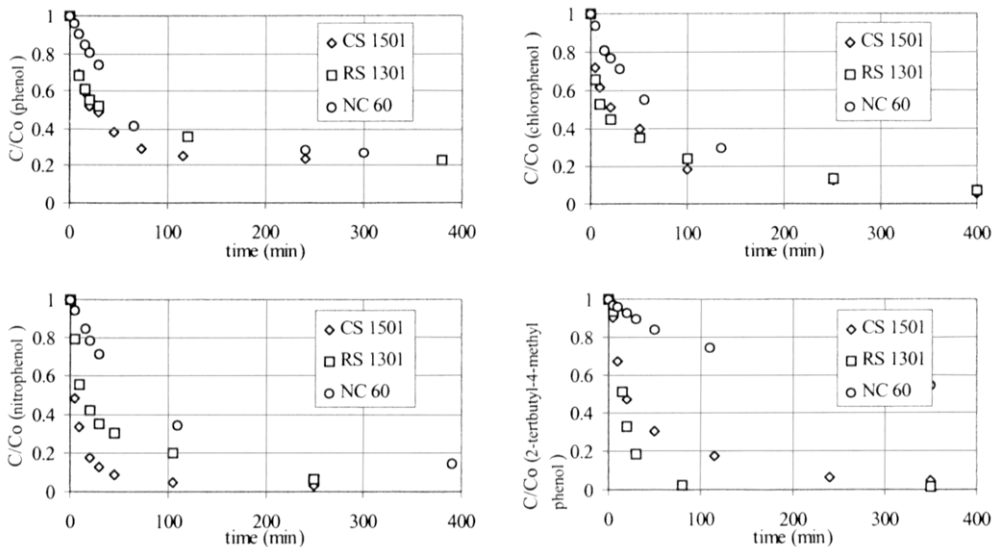 C/Co (phenol)
1
0.8
0.6
0.4
0.2
0
0 100 200 300 400
time (min)
CS 1501
RS 1301
NC 60
C/Co (chlorophenol)
1
0.8
0.6
0.4
0.2
0
0 100 200 300 400
time (min)
CS 1501
RS 1301
NC 60
C/Co (nitrophenol)
1
0.8
0.6
0.4
0.2
0
0 100 200 300 400
time (min)
CS 1501
RS 1301
NC 60
C/Co (2-tertbutyl-4-methyl
phenol)
1
0.8
0.6
0.4
0.2
0
0 100 200 300 400
time (min)
CS 1501
RS 1301
NC 60